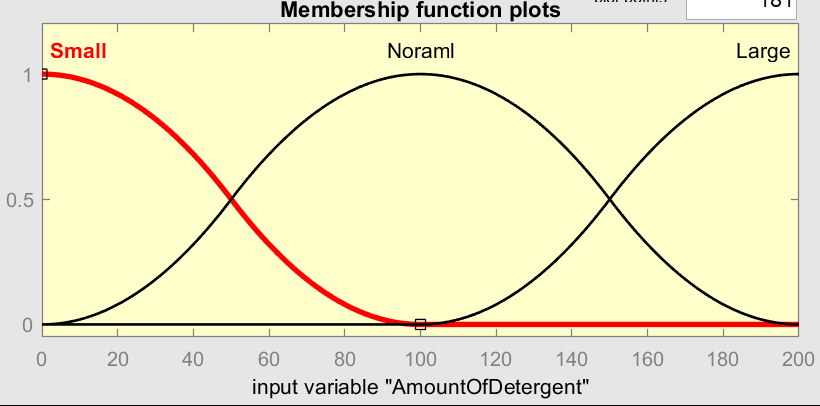 Membership function plots
181
Small Noraml Large
1
0.5
0
0 20 40 60 80 100 120 140 160 180 200
input variable "AmountOfDetergent"